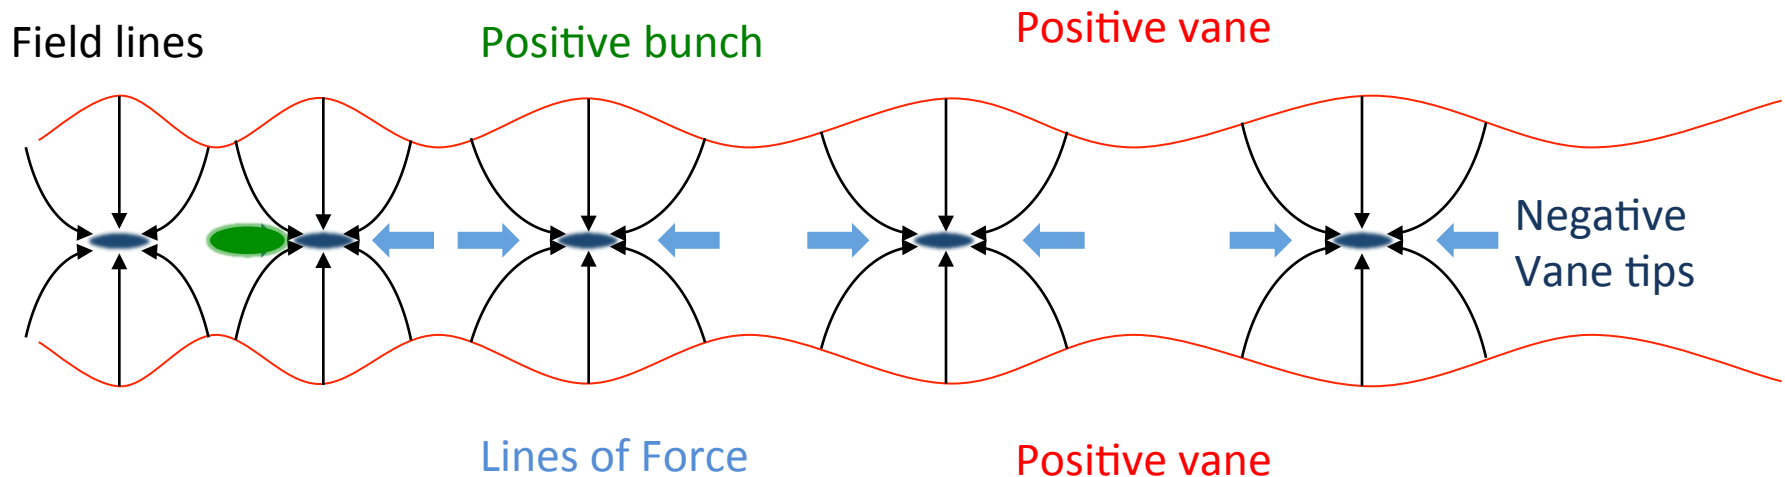 Field lines
Positive bunch
Positive vane
Negative
Vane tips
Lines of Force
Positive vane